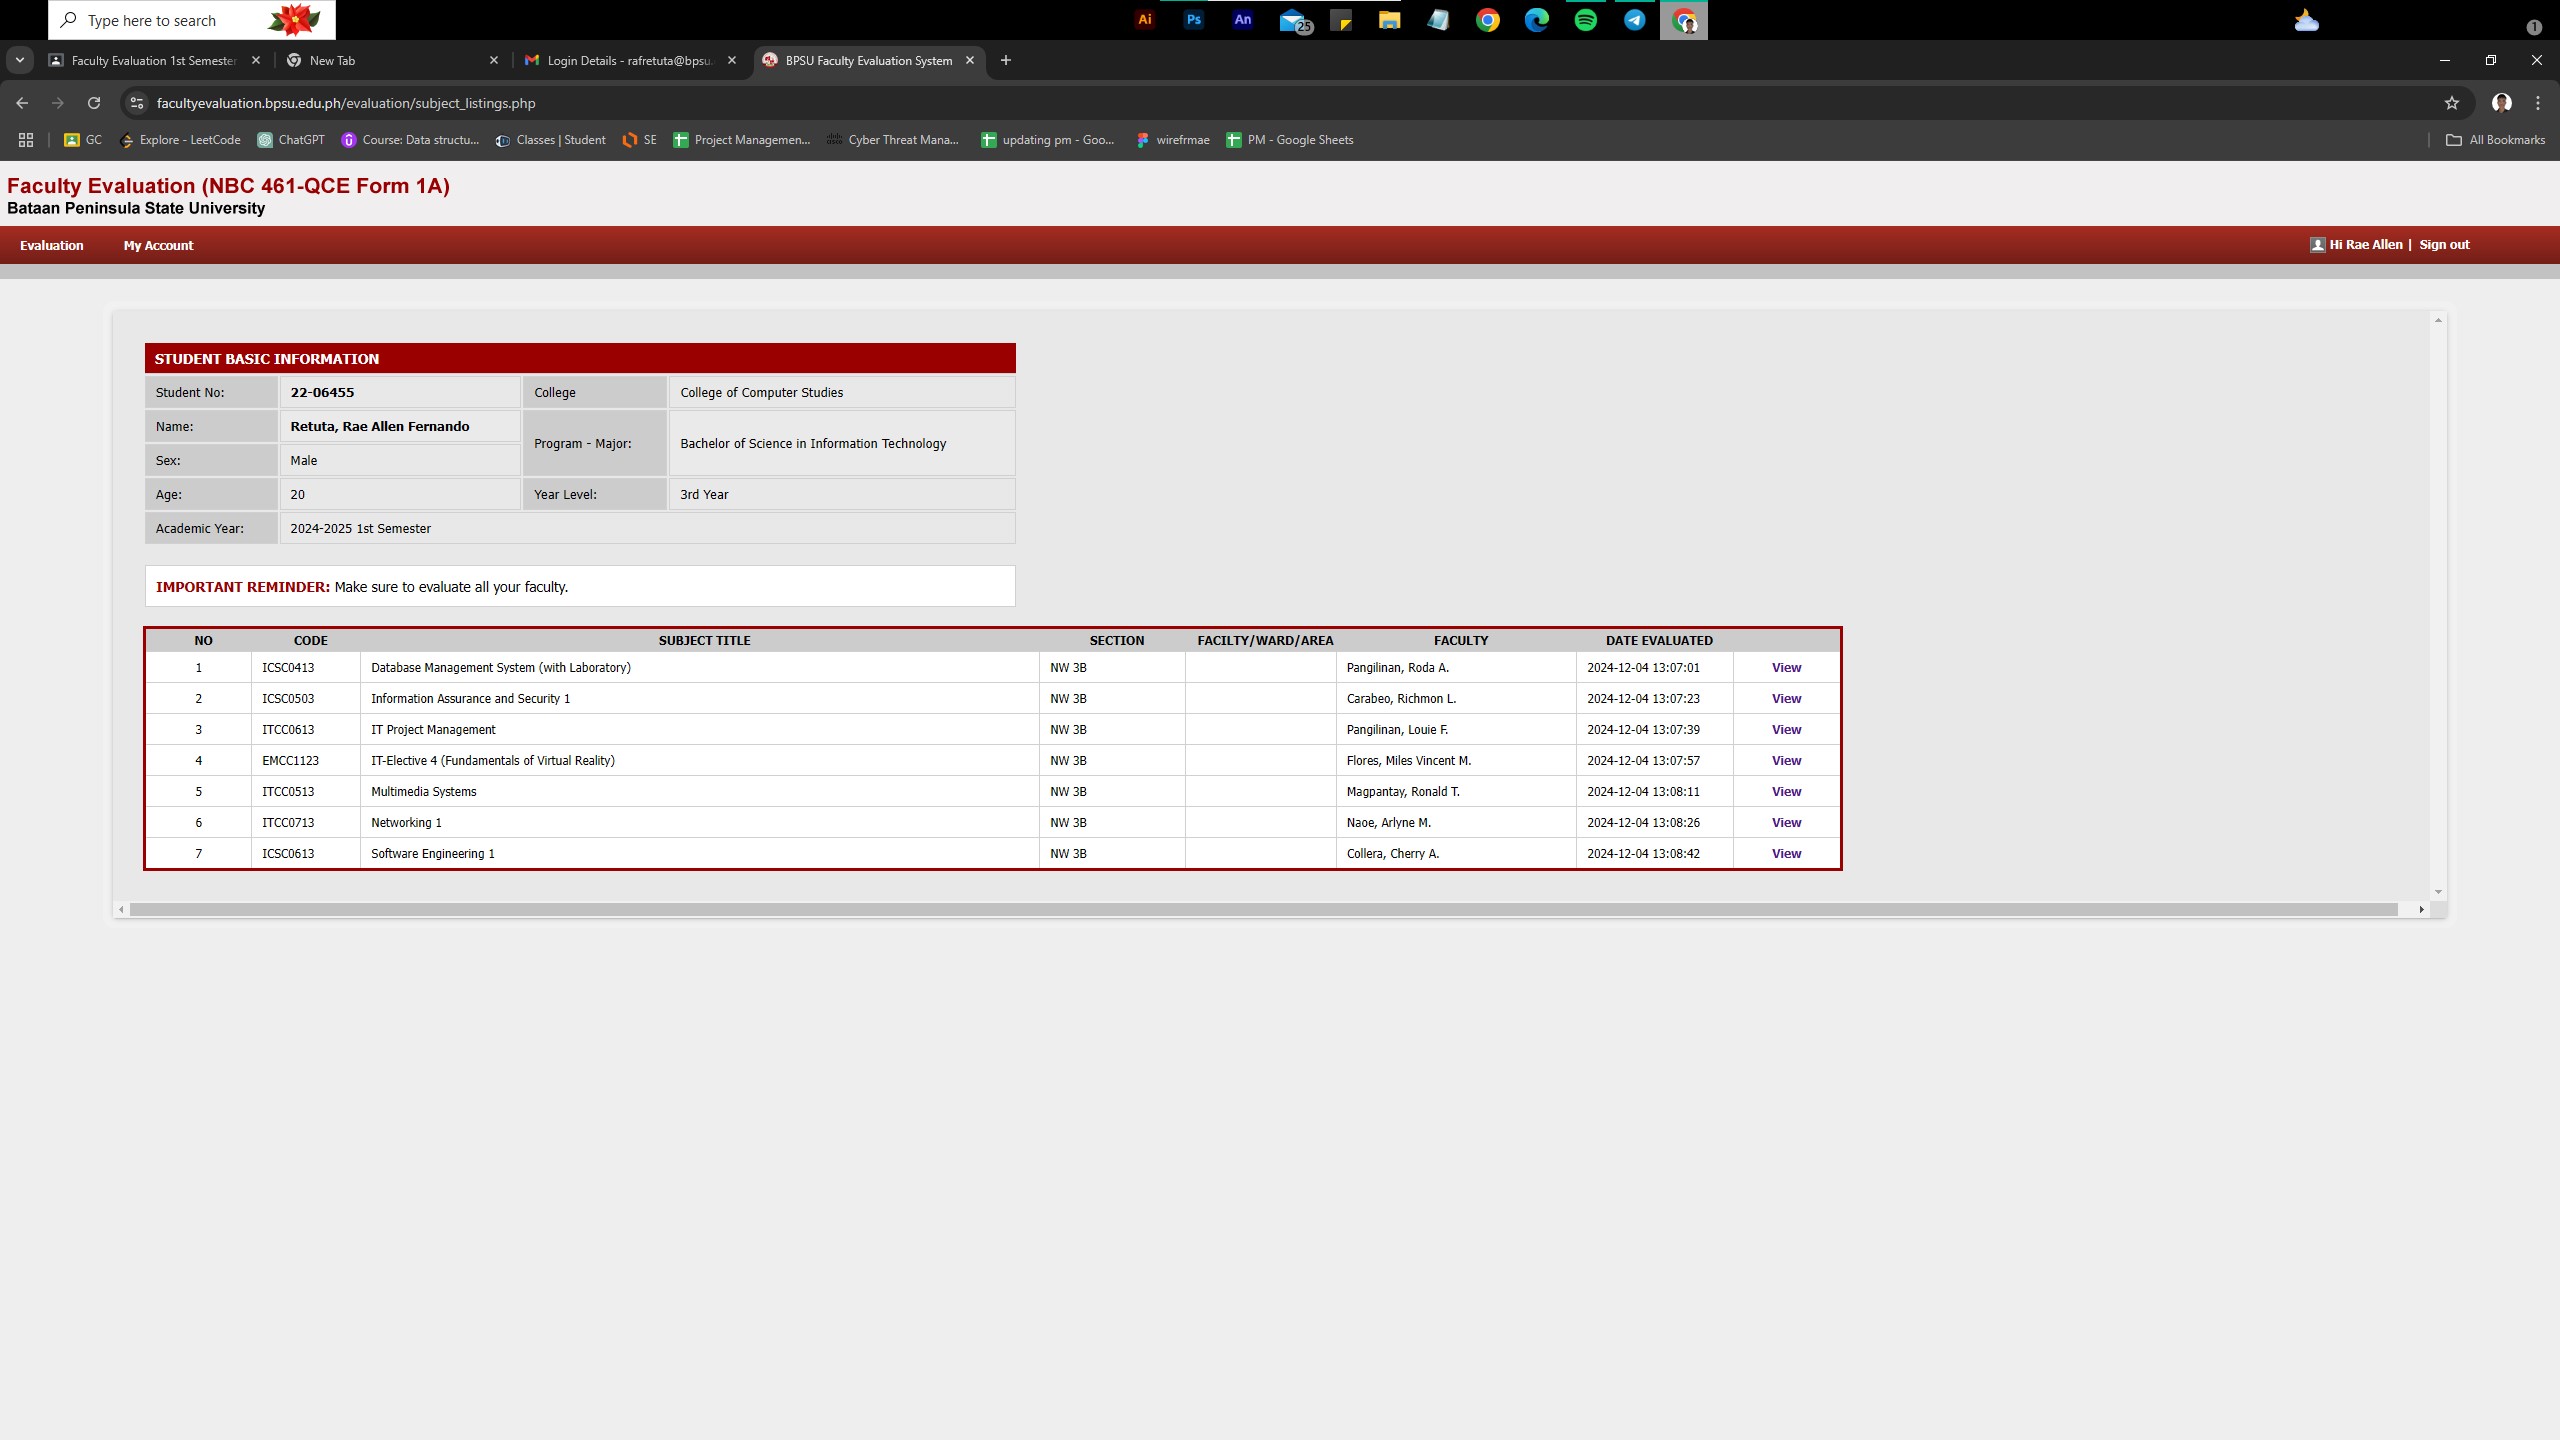 Type here to search
Ai Ps An 25
1
Faculty Evaluation 1st Semester
New Tab
Login Details - rafretuta@bpsu.
BPSU Faculty Evaluation System
facultyevaluation.bpsu.edu.ph/evaluation/subject_listings.php
GC
Explore - LeetCode
ChatGPT
Course: Data structu...
Classes | Student
SE
Project Managemen...
Cyber Threat Mana...
updating pm - Goo...
wirefrmae
PM - Google Sheets
All Bookmarks
Faculty Evaluation (NBC 461-QCE Form 1A)
Bataan Peninsula State University
Evaluation My Account Hi Rae Allen | Sign out
STUDENT BASIC INFORMATION
Student No: 22-06455 College College of Computer Studies
Name: Retuta, Rae Allen Fernando
Program - Major: Bachelor of Science in Information Technology
Sex: Male
Age: 20 Year Level: 3rd Year
Academic Year: 2024-2025 1st Semester
IMPORTANT REMINDER: Make sure to evaluate all your faculty.
NO CODE SUBJECT TITLE SECTION FACILTY/WARD/AREA FACULTY DATE EVALUATED
1 ICSC0413 Database Management System (with Laboratory) NW 3B Pangilinan, Roda A. 2024-12-04 13:07:01 View
2 ICSC0503 Information Assurance and Security 1 NW 3B Carabeo, Richmon L. 2024-12-04 13:07:23 View
3 ITCC0613 IT Project Management NW 3B Pangilinan, Louie F. 2024-12-04 13:07:39 View
4 EMCC1123 IT-Elective 4 (Fundamentals of Virtual Reality) NW 3B Flores, Miles Vincent M. 2024-12-04 13:07:57 View
5 ITCC0513 Multimedia Systems NW 3B Magpantay, Ronald T. 2024-12-04 13:08:11 View
6 ITCC0713 Networking 1 NW 3B Naoe, Arlyne M. 2024-12-04 13:08:26 View
7 ICSC0613 Software Engineering 1 NW 3B Collera, Cherry A. 2024-12-04 13:08:42 View